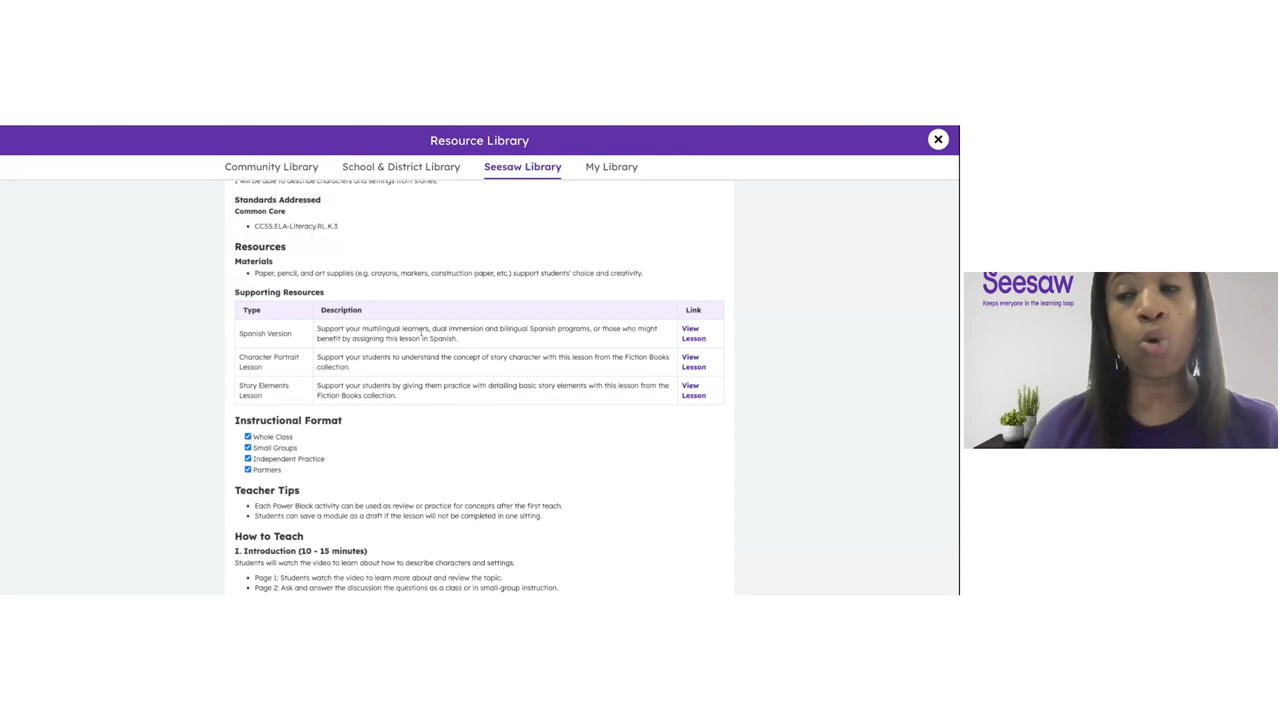 Resource Library
Community Library School & District Library Seesaw Library My Library
I will be able to describe characters and settings from stories.
Standards Addressed
Common Core
• CCSS.ELA-Literacy.RL.K.3
Resources
Materials
• Paper, pencil, and art supplies (e.g. crayons, markers, construction paper, etc.) support students' choice and creativity.
Supporting Resources
Type Description Link
Spanish Version
Support your multilingual learners, dual immersion and bilingual Spanish programs, or those who might
benefit by assigning this lesson in Spanish.
View
Lesson
Character Portrait
Lesson
Support your students to understand the concept of story character with this lesson from the Fiction Books
collection.
View
Lesson
Story Elements
Lesson
Support your students by giving them practice with detailing basic story elements with this lesson from the
Fiction Books collection.
View
Lesson
Instructional Format
Whole Class
Small Groups
Independent Practice
Partners
Teacher Tips
• Each Power Block activity can be used as review or practice for concepts after the first teach.
• Students can save a module as a draft if the lesson will not be completed in one sitting.
How to Teach
I. Introduction (10 - 15 minutes)
Students will watch the video to learn about how to describe characters and settings.
• Page 1: Students watch the video to learn more about and review the topic.
• Page 2: Ask and answer the discussion the questions as a class or in small-group instruction.
Seesaw
Keeps everyone in the learning loop